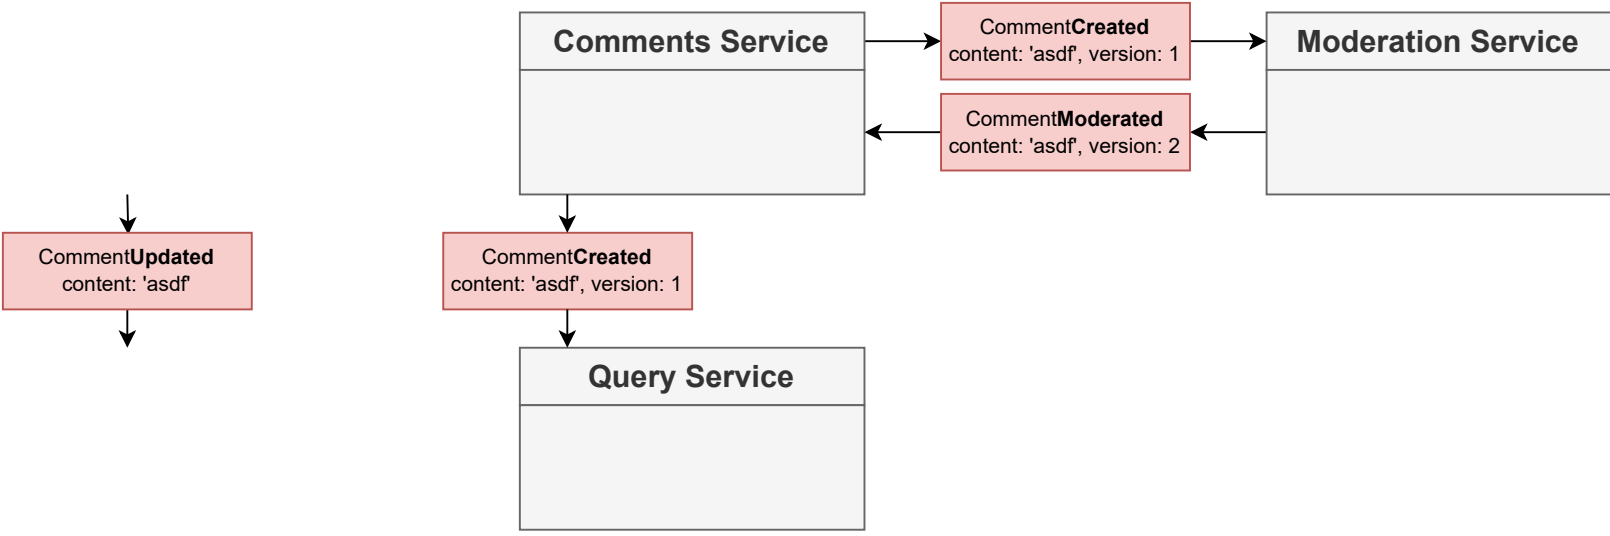 Comments Service
CommentCreated
content: 'asdf', version: 1
Moderation Service
CommentModerated
content: 'asdf', version: 2
CommentUpdated
content: 'asdf'
CommentCreated
content: 'asdf', version: 1
Query Service